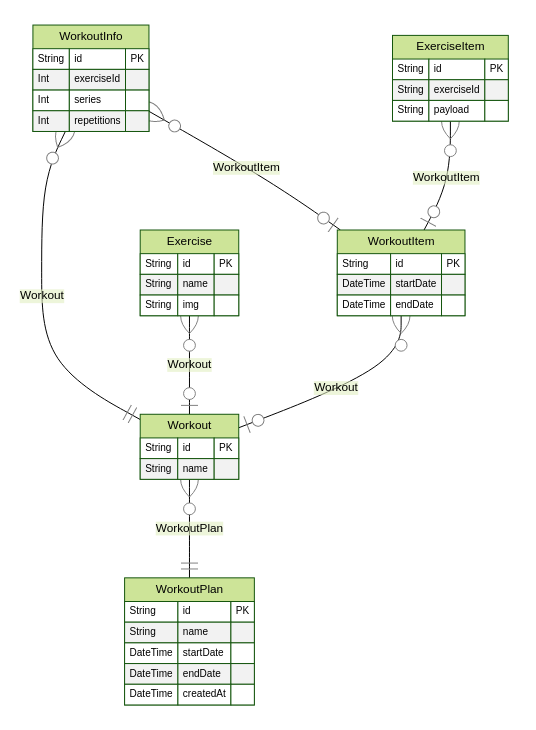 WorkoutInfo
String id PK
Int exerciseId
Int series
Int repetitions
ExerciseItem
String id PK
String exerciseId
String payload
WorkoutItem
WorkoutItem
Exercise
String id PK
String name
String img
WorkoutItem
String id PK
DateTime startDate
DateTime endDate
Workout
Workout
Workout
Workout
String id PK
String name
WorkoutPlan
WorkoutPlan
String id PK
String name
DateTime startDate
DateTime endDate
DateTime createdAt